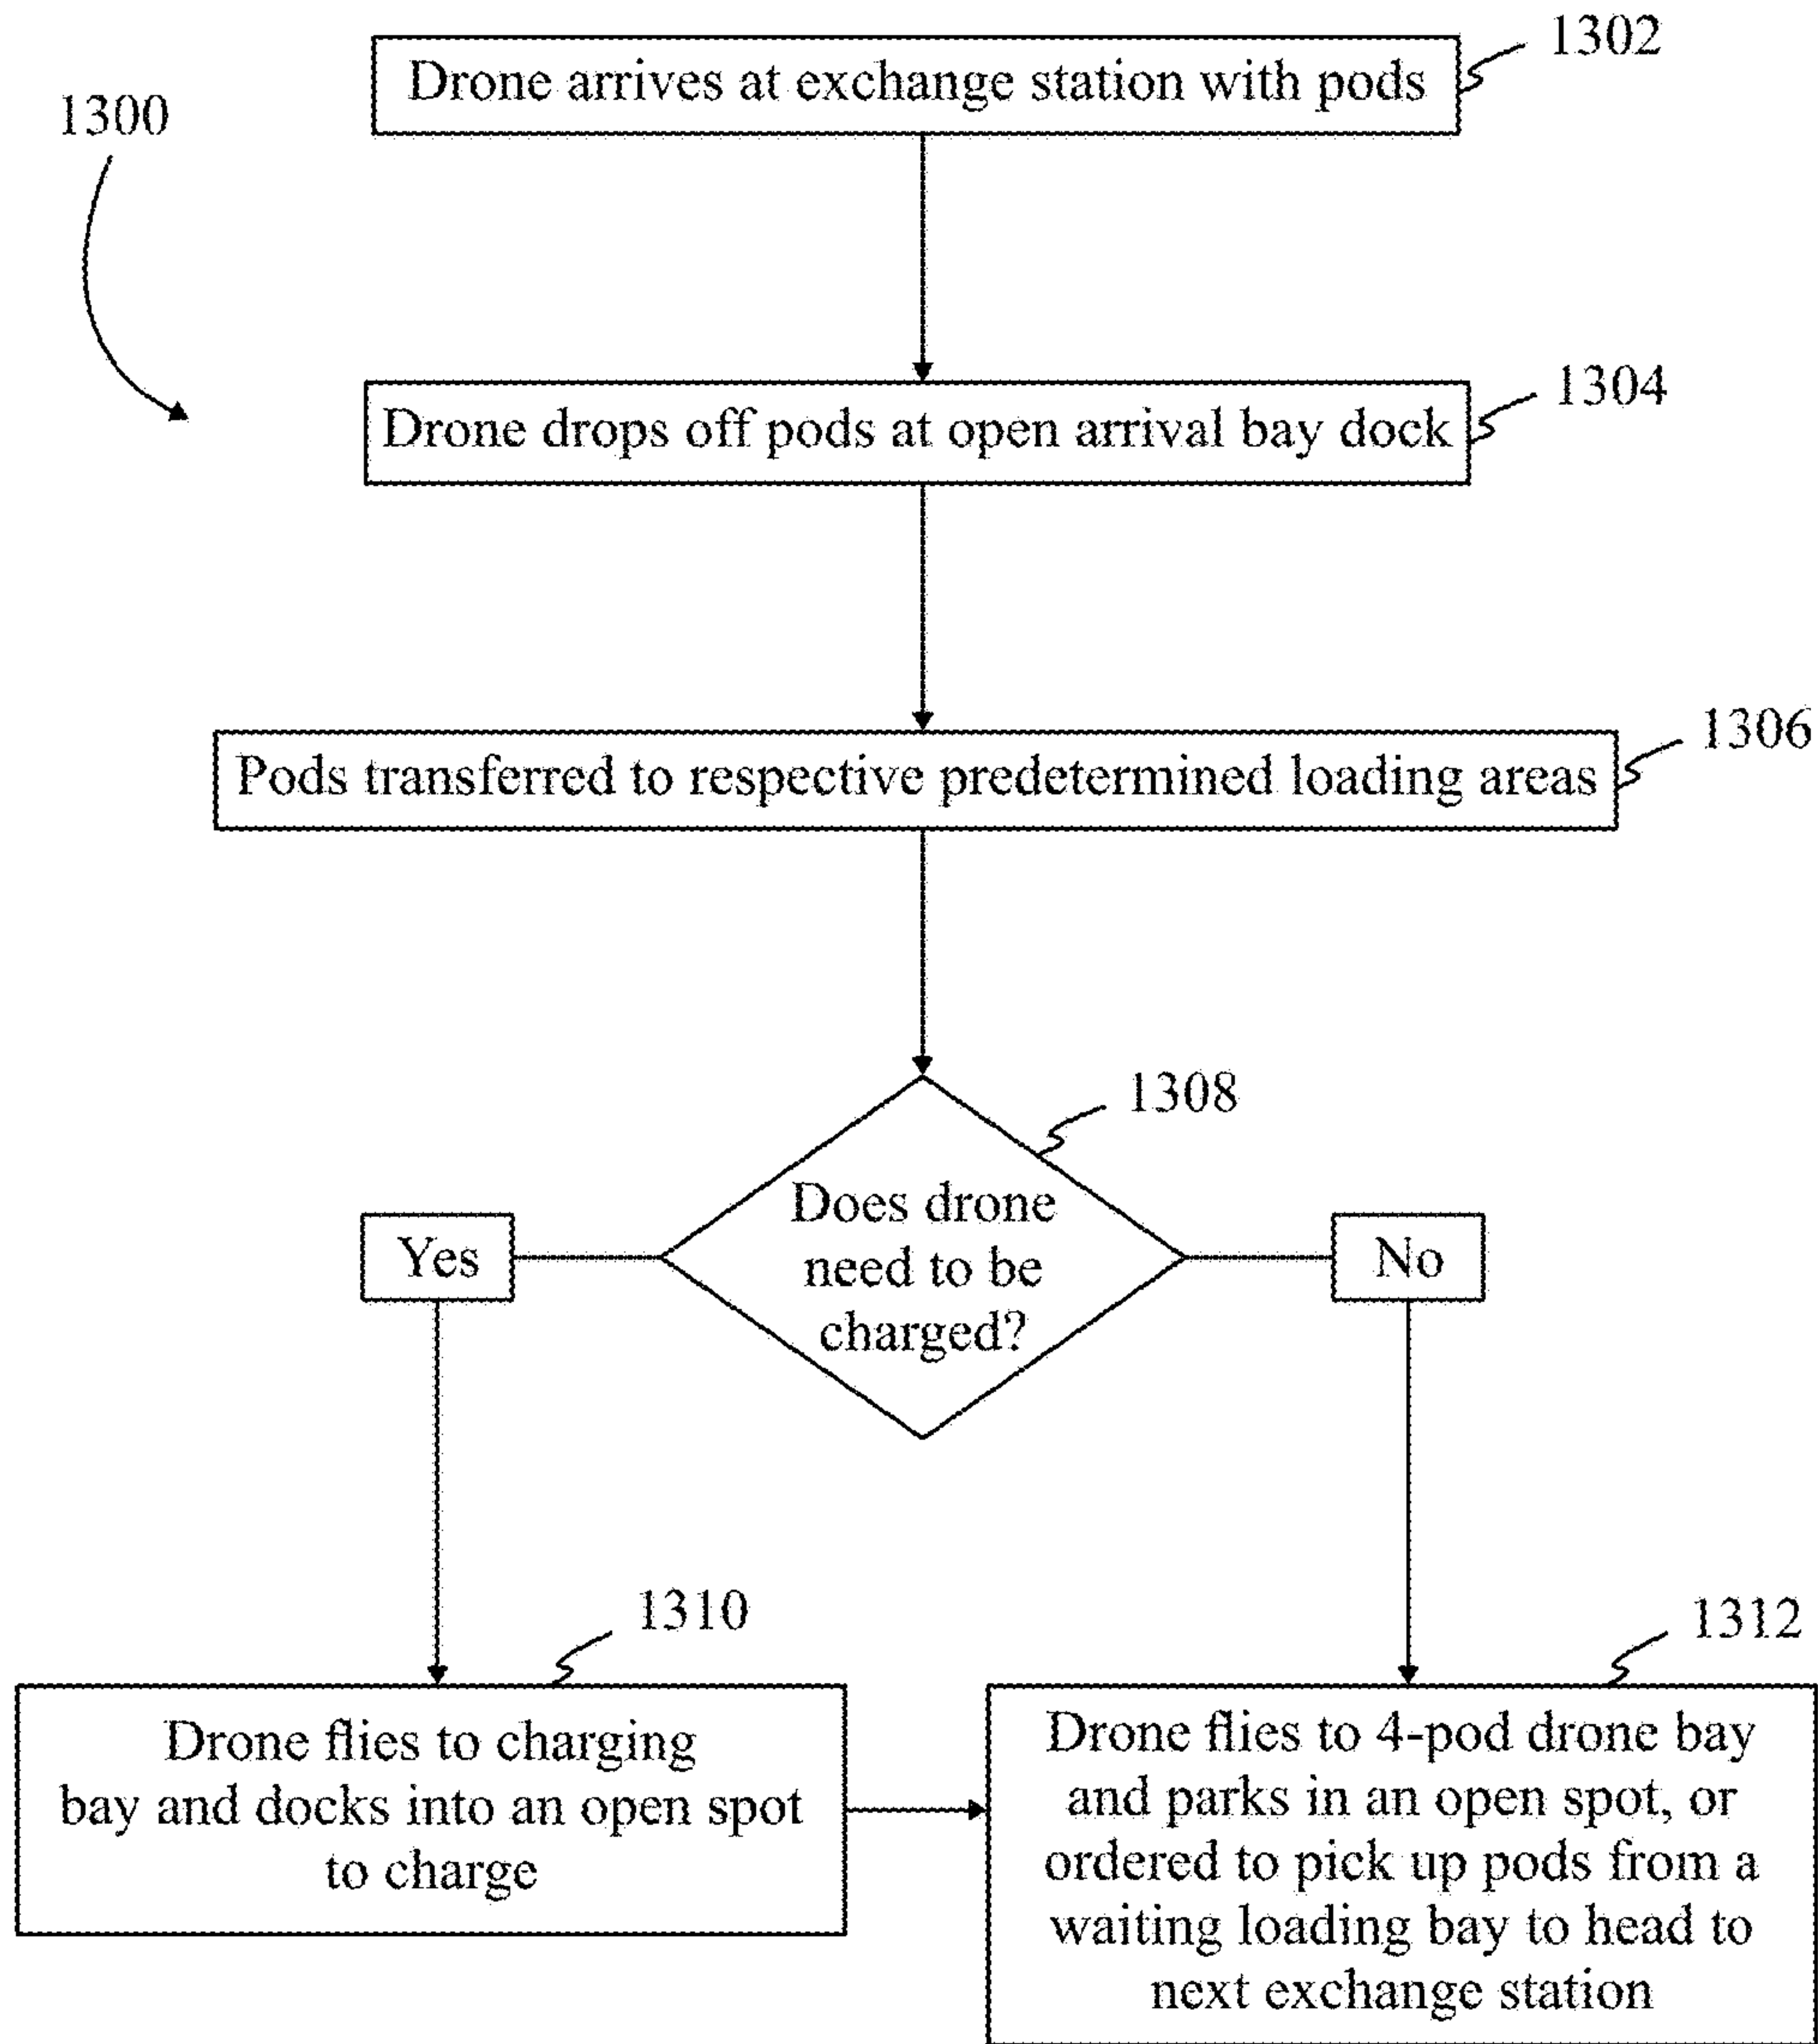 1302
Drone arrives at exchange station with pods
1300
1304
Drone drops off pods at open arrival bay dock
1306
Pods transferred to respective predetermined loading areas
1308
Does drone
need to be
charged?
Yes
No
1310
Drone flies to charging
bay and docks into an open spot
to charge
1312
Drone flies to 4-pod drone bay
and parks in an open spot, or
ordered to pick up pods from a
waiting loading bay to head to
next exchange station